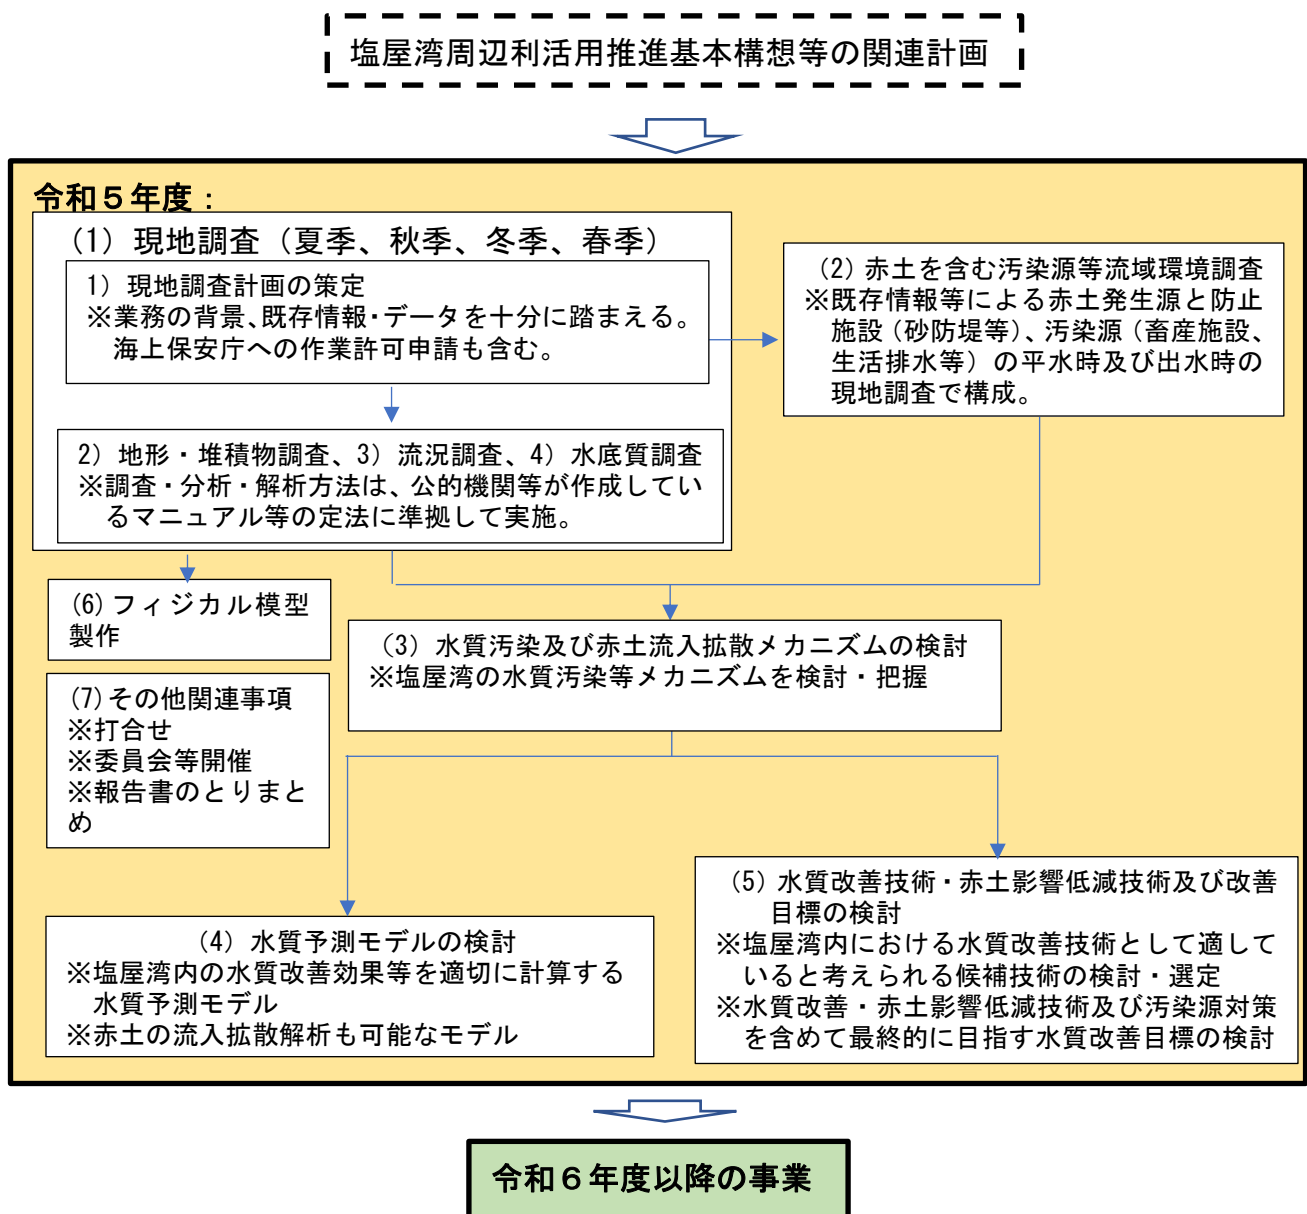 塩屋湾周辺利活用推進基本構想等の関連計画
令和５年度：
(1) 現地調査（夏季、秋季、冬季、春季）
1) 現地調査計画の策定
※業務の背景、既存情報・データを十分に踏まえる。
海上保安庁への作業許可申請も含む。
(2) 赤土を含む汚染源等流域環境調査
※既存情報等による赤土発生源と防止
施設（砂防堤等）、汚染源（畜産施設、
生活排水等）の平水時及び出水時の
現地調査で構成。
2) 地形・堆積物調査、3) 流況調査、4) 水底質調査
※調査・分析・解析方法は、公的機関等が作成してい
るマニュアル等の定法に準拠して実施。
(6) フィジカル模型
製作
(3) 水質汚染及び赤土流入拡散メカニズムの検討
※塩屋湾の水質汚染等メカニズムを検討・把握
(7) その他関連事項
※打合せ
※委員会等開催
※報告書のとりまと
め
(4) 水質予測モデルの検討
※塩屋湾内の水質改善効果等を適切に計算する
水質予測モデル
※赤土の流入拡散解析も可能なモデル
(5) 水質改善技術・赤土影響低減技術及び改善
目標の検討
※塩屋湾内における水質改善技術として適して
いると考えられる候補技術の検討・選定
※水質改善・赤土影響低減技術及び汚染源対策
を含めて最終的に目指す水質改善目標の検討
令和６年度以降の事業